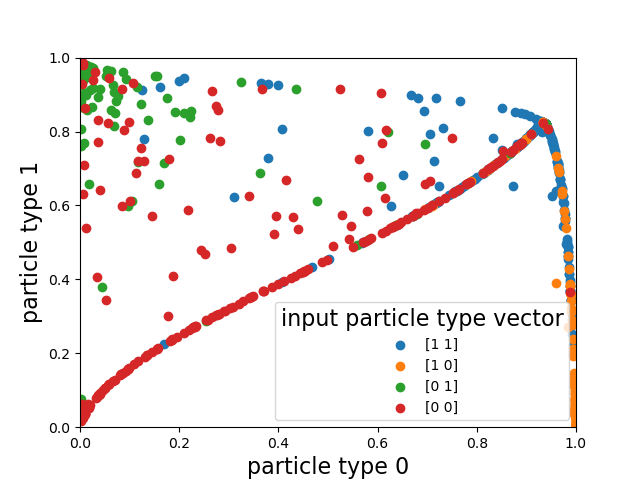 1.0
0.8
0.6
0.4
0.2
0.0
particle type 1
input particle type vector
[1 1]
[1 0]
[0 1]
[0 0]
0.0 0.2 0.4 0.6 0.8 1.0
particle type 0